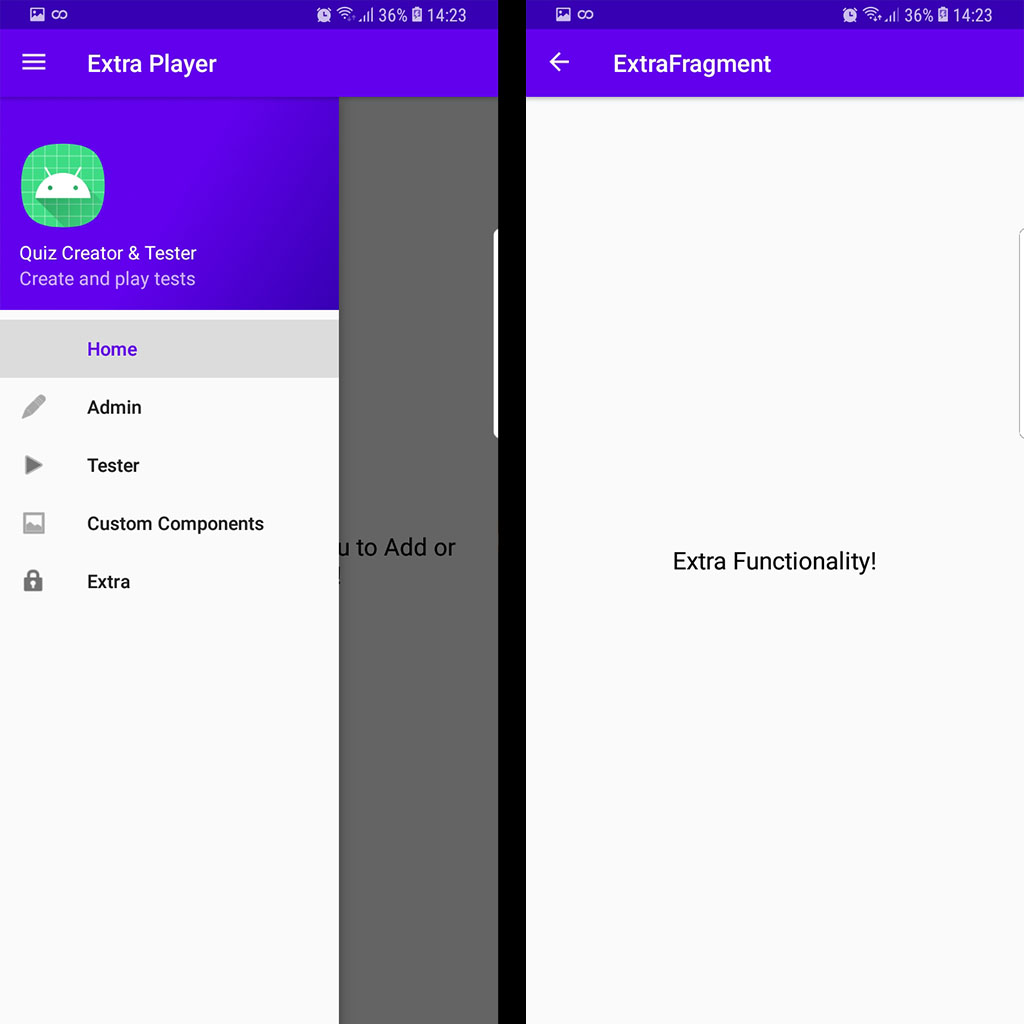 36% 14:23
Extra Player
Quiz Creator & Tester
Create and play tests
Home
Admin
Tester
Custom Components
Extra
to Add or
!
36% 14:23
ExtraFragment
Extra Functionality!